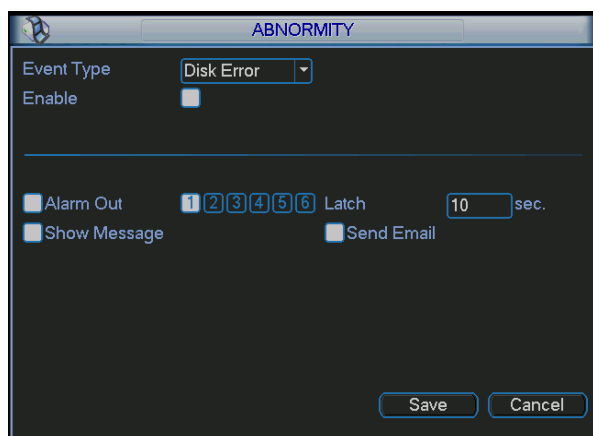 ABNORMITY
Event Type Disk Error
Enable
Alarm Out 1 2 3 4 5 6 Latch 10 sec.
Show Message Send Email
Save Cancel